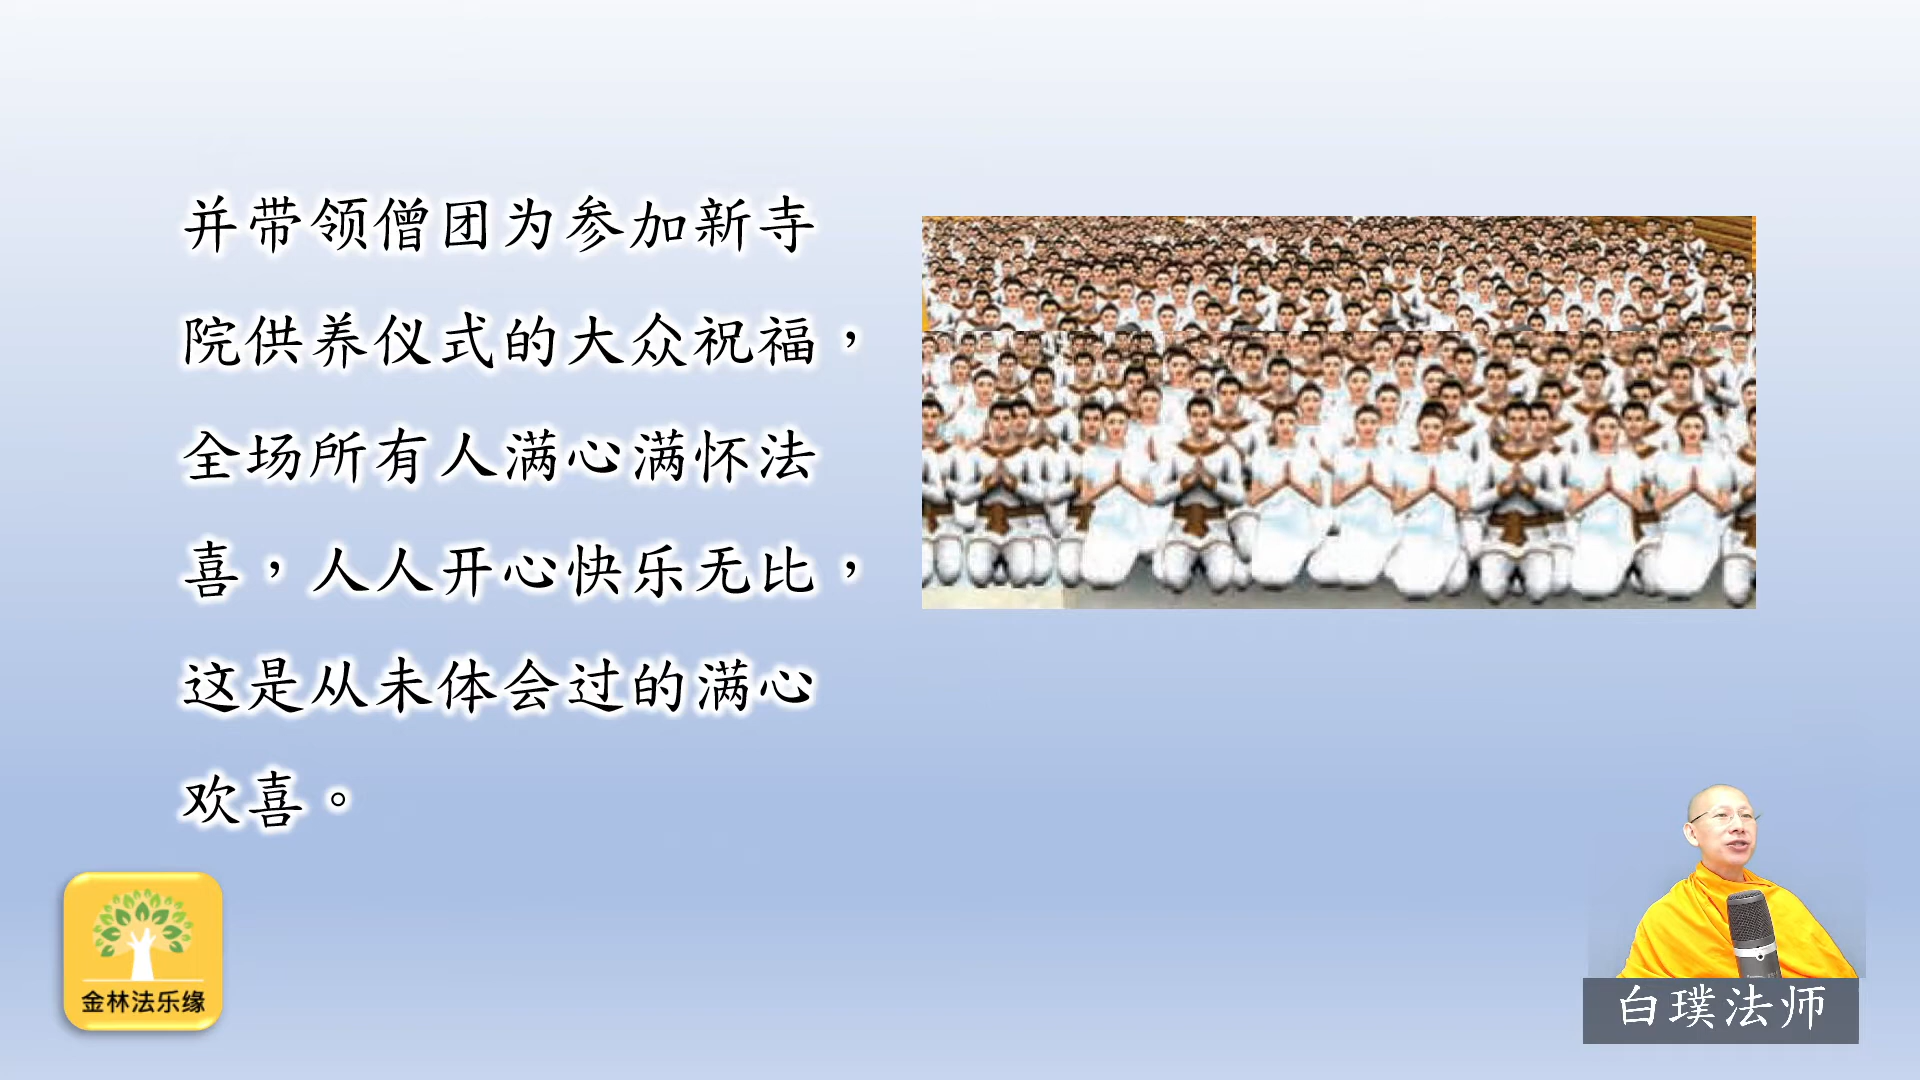 并带领僧团为参加新寺
院供养仪式的大众祝福，
全场所有人满心满怀法
喜，人人开心快乐无比，
这是从未体会过的满心
欢喜。
金林法乐缘
白璞法师